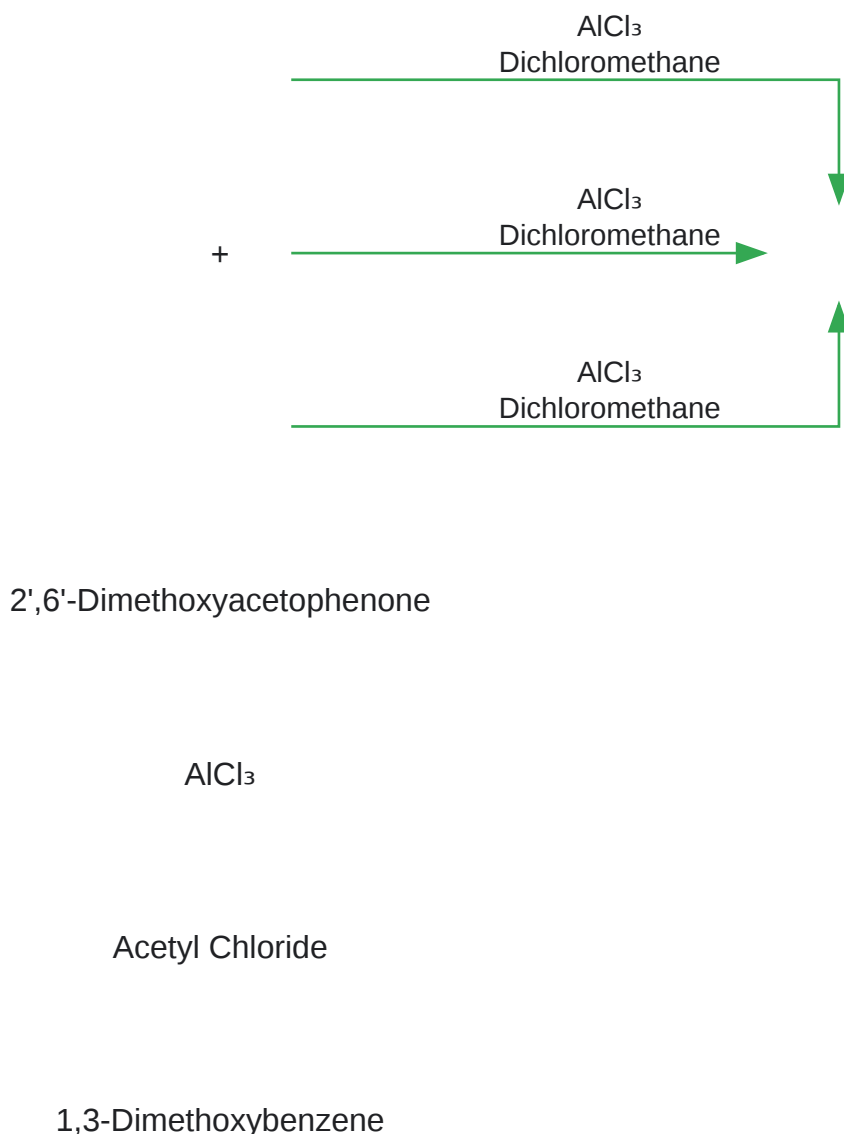 AlCl₃
Dichloromethane
AlCl₃
Dichloromethane
+
AlCl₃
Dichloromethane
2',6'-Dimethoxyacetophenone
AlCl₃
Acetyl Chloride
1,3-Dimethoxybenzene